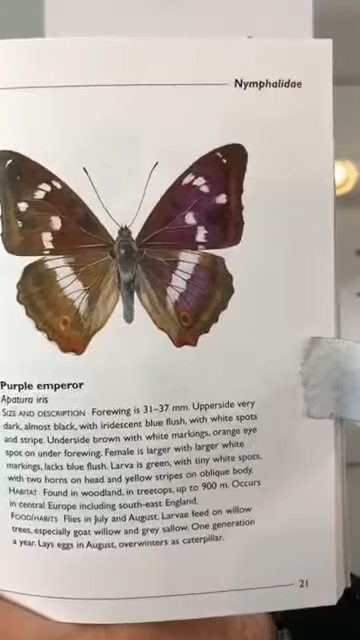 Nymphalidae
Purple emperor
Apatura iris
SIZE AND DESCRIPTION Forewing is 31–37 mm. Upperside very
dark, almost black, with iridescent blue flush, with white spots
and stripe. Underside brown with white markings, orange eye
spot on under forewing. Female is larger with larger white
markings, lacks blue flush. Larva is green, with tiny white spots,
with two horns on head and yellow stripes on oblique body.
HABITAT Found in woodland, in treetops, up to 900 m. Occurs
in central Europe including south-east England.
FOOD/HABITS Flies in July and August. Larvae feed on willow
trees, especially goat willow and grey sallow. One generation
a year. Lays eggs in August, overwinters as caterpillar.
21